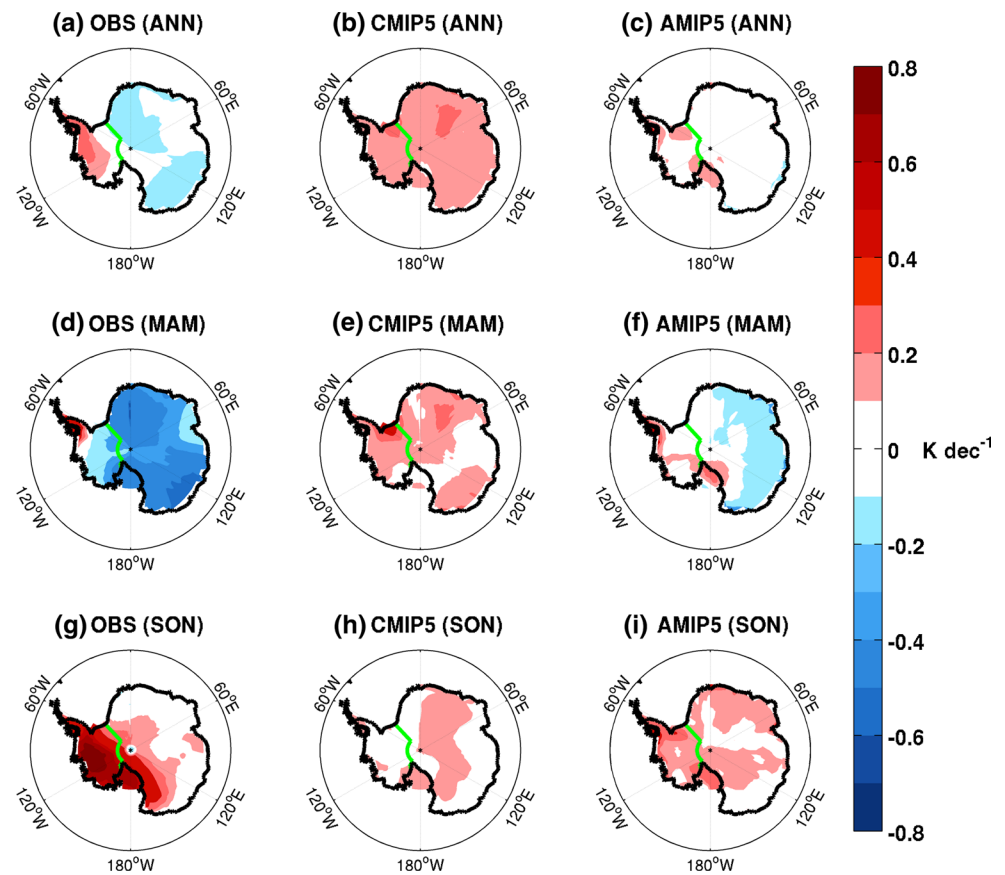 (a) OBS (ANN)
(b) CMIP5 (ANN)
(c) AMIP5 (ANN)
60°W
60°E
120°W
120°E
180°W
60°W
60°E
120°W
120°E
180°W
60°W
60°E
120°W
120°E
180°W
(d) OBS (MAM)
(e) CMIP5 (MAM)
(f) AMIP5 (MAM)
60°W
60°E
120°W
120°E
180°W
60°W
60°E
120°W
120°E
180°W
60°W
60°E
120°W
120°E
180°W
(g) OBS (SON)
(h) CMIP5 (SON)
(i) AMIP5 (SON)
60°W
60°E
120°W
120°E
180°W
60°W
60°E
120°W
120°E
180°W
60°W
60°E
120°W
120°E
180°W
0.8
0.6
0.4
0.2
0 K dec⁻¹
-0.2
-0.4
-0.6
-0.8